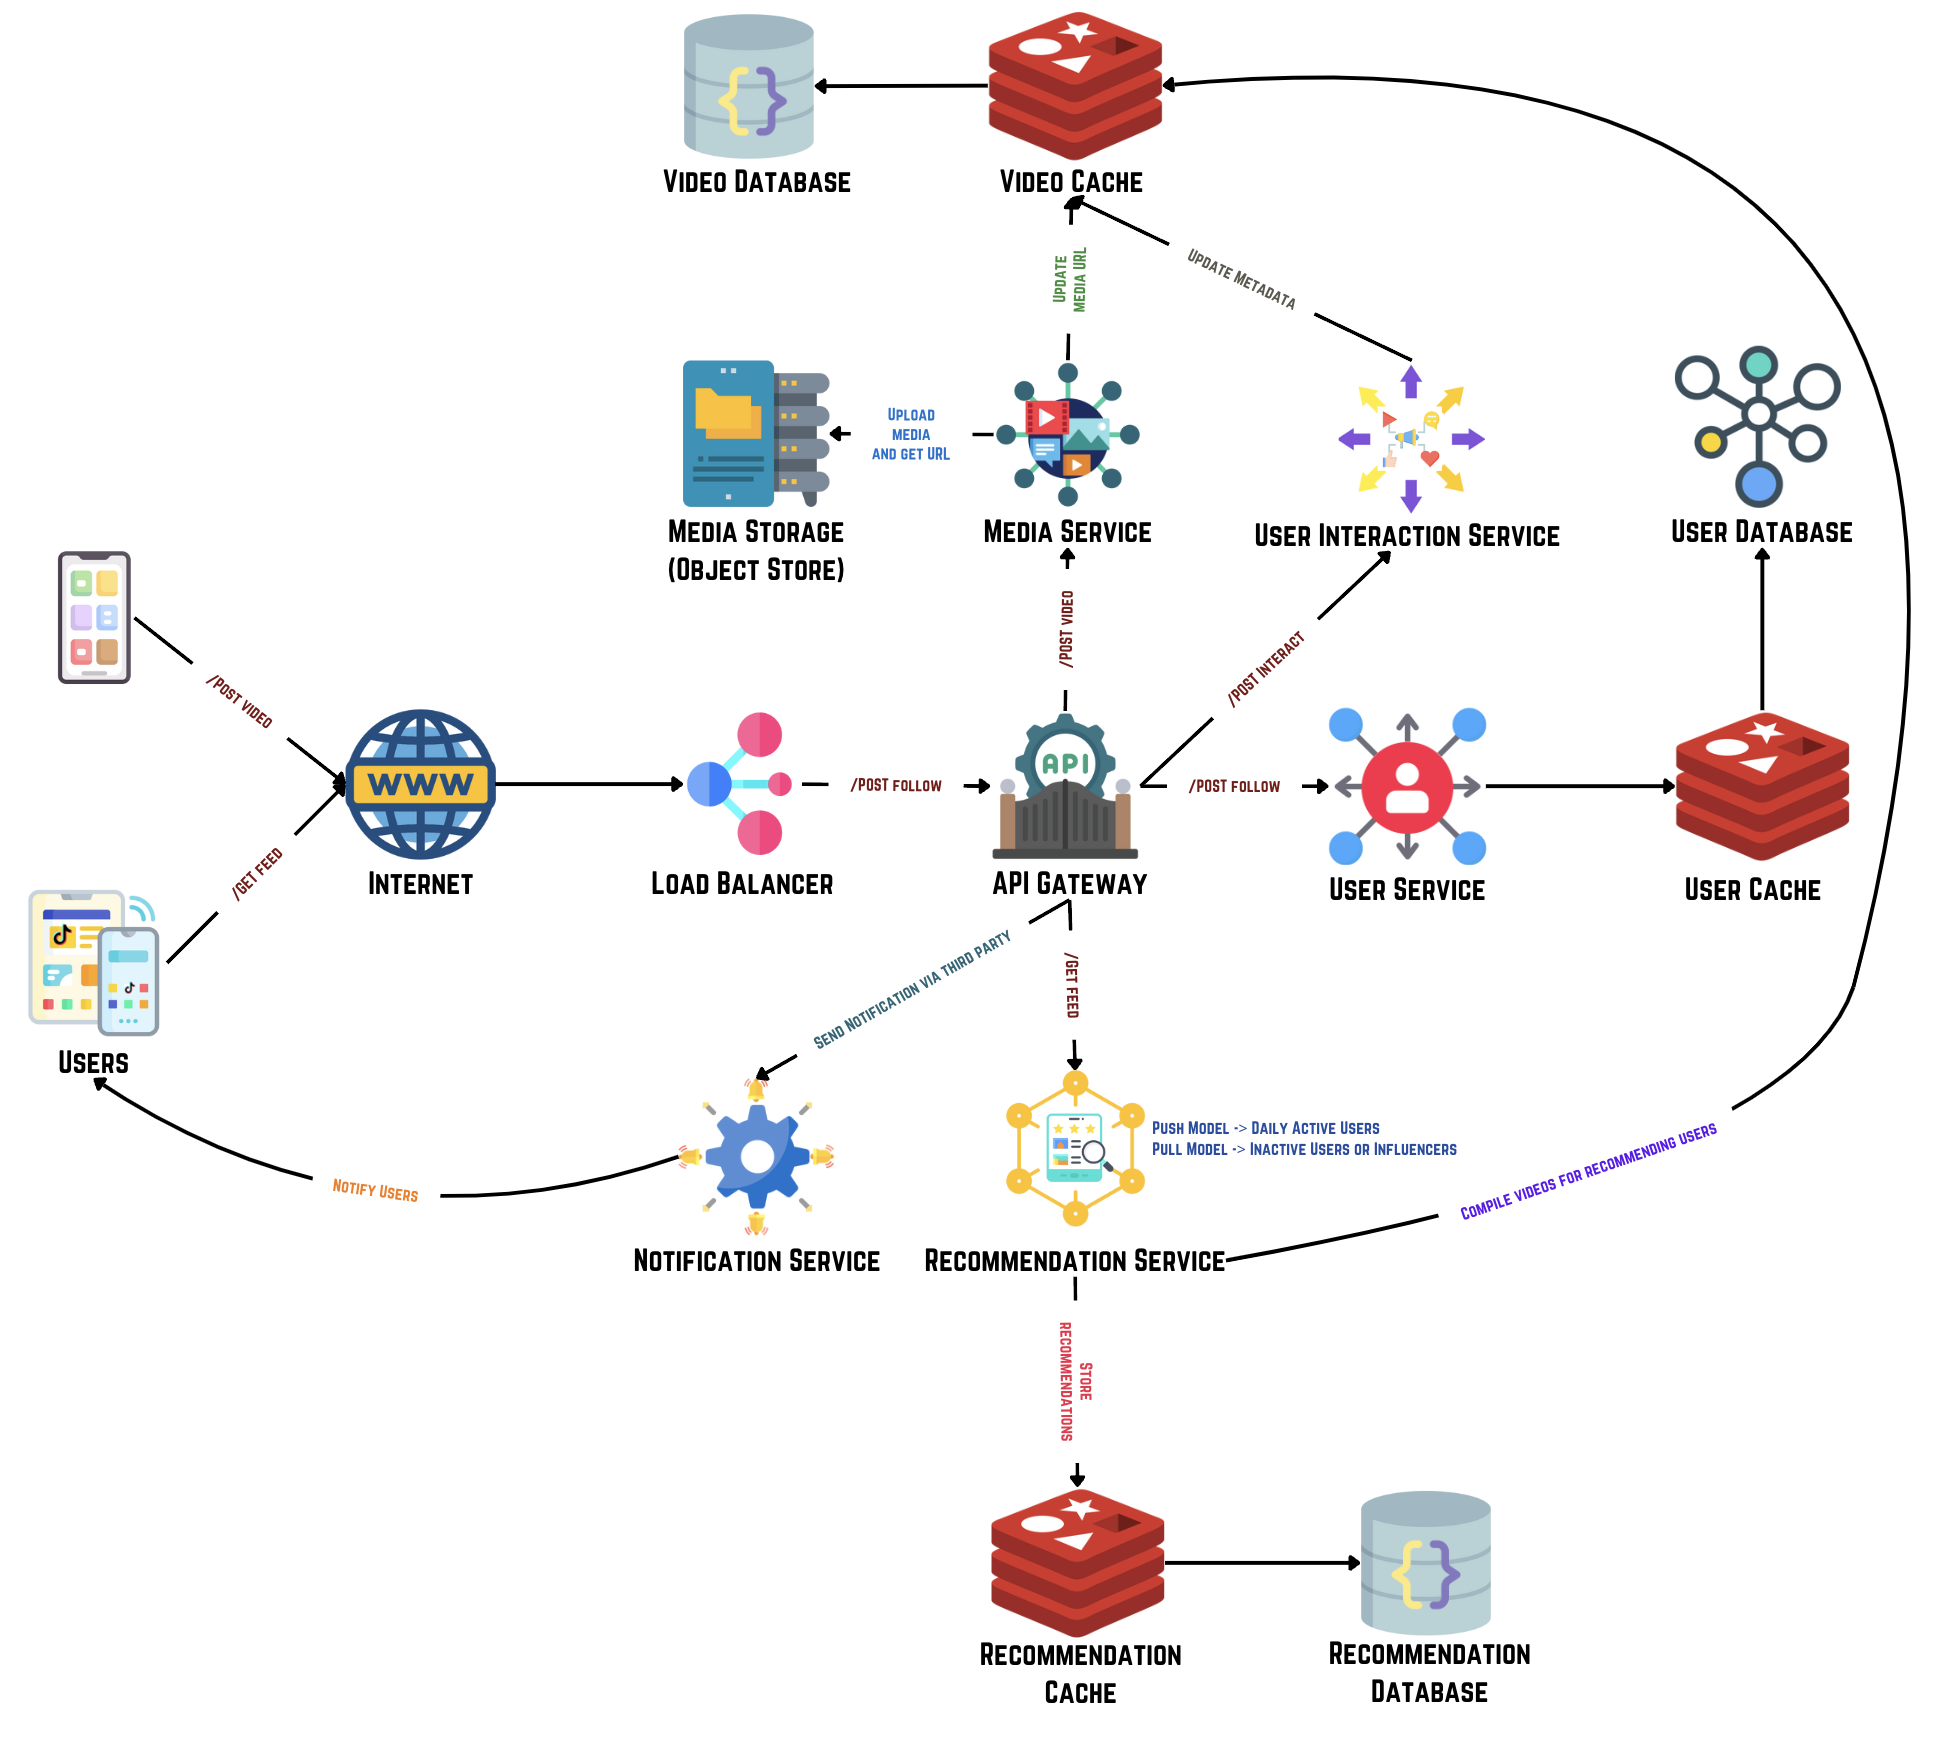 Video Database
Video Cache
Update
media URL
Update Metadata
Upload
media
and get URL
Media Storage
(Object Store)
Media Service
User Interaction Service
User Database
/Post video
/Post video
/Post Interact
WWW
API
/Post follow
/Post follow
Internet
Load Balancer
API Gateway
User Service
User Cache
/Get feed
Users
Send Notification via third party
/Get feed
Push Model -> Daily Active Users
Pull Model -> Inactive Users or Influencers
Compile videos for recommending users
Notify Users
Notification Service
Recommendation Service
Store
recommendations
Recommendation
Cache
Recommendation
Database